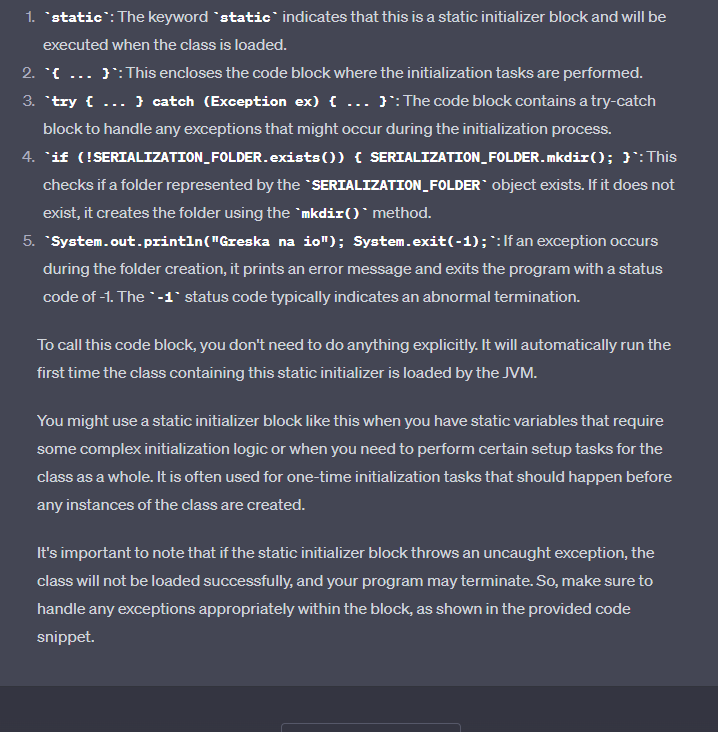 1. `static`: The keyword `static` indicates that this is a static initializer block and will be
executed when the class is loaded.
2. `{ ... }`: This encloses the code block where the initialization tasks are performed.
3. `try { ... } catch (Exception ex) { ... }`: The code block contains a try-catch
block to handle any exceptions that might occur during the initialization process.
4. `if (!SERIALIZATION_FOLDER.exists()) { SERIALIZATION_FOLDER.mkdir(); }`: This
checks if a folder represented by the `SERIALIZATION_FOLDER` object exists. If it does not
exist, it creates the folder using the `mkdir()` method.
5. `System.out.println("Greska na io"); System.exit(-1);`: If an exception occurs
during the folder creation, it prints an error message and exits the program with a status
code of -1. The `-1` status code typically indicates an abnormal termination.
To call this code block, you don't need to do anything explicitly. It will automatically run the
first time the class containing this static initializer is loaded by the JVM.
You might use a static initializer block like this when you have static variables that require
some complex initialization logic or when you need to perform certain setup tasks for the
class as a whole. It is often used for one-time initialization tasks that should happen before
any instances of the class are created.
It's important to note that if the static initializer block throws an uncaught exception, the
class will not be loaded successfully, and your program may terminate. So, make sure to
handle any exceptions appropriately within the block, as shown in the provided code
snippet.